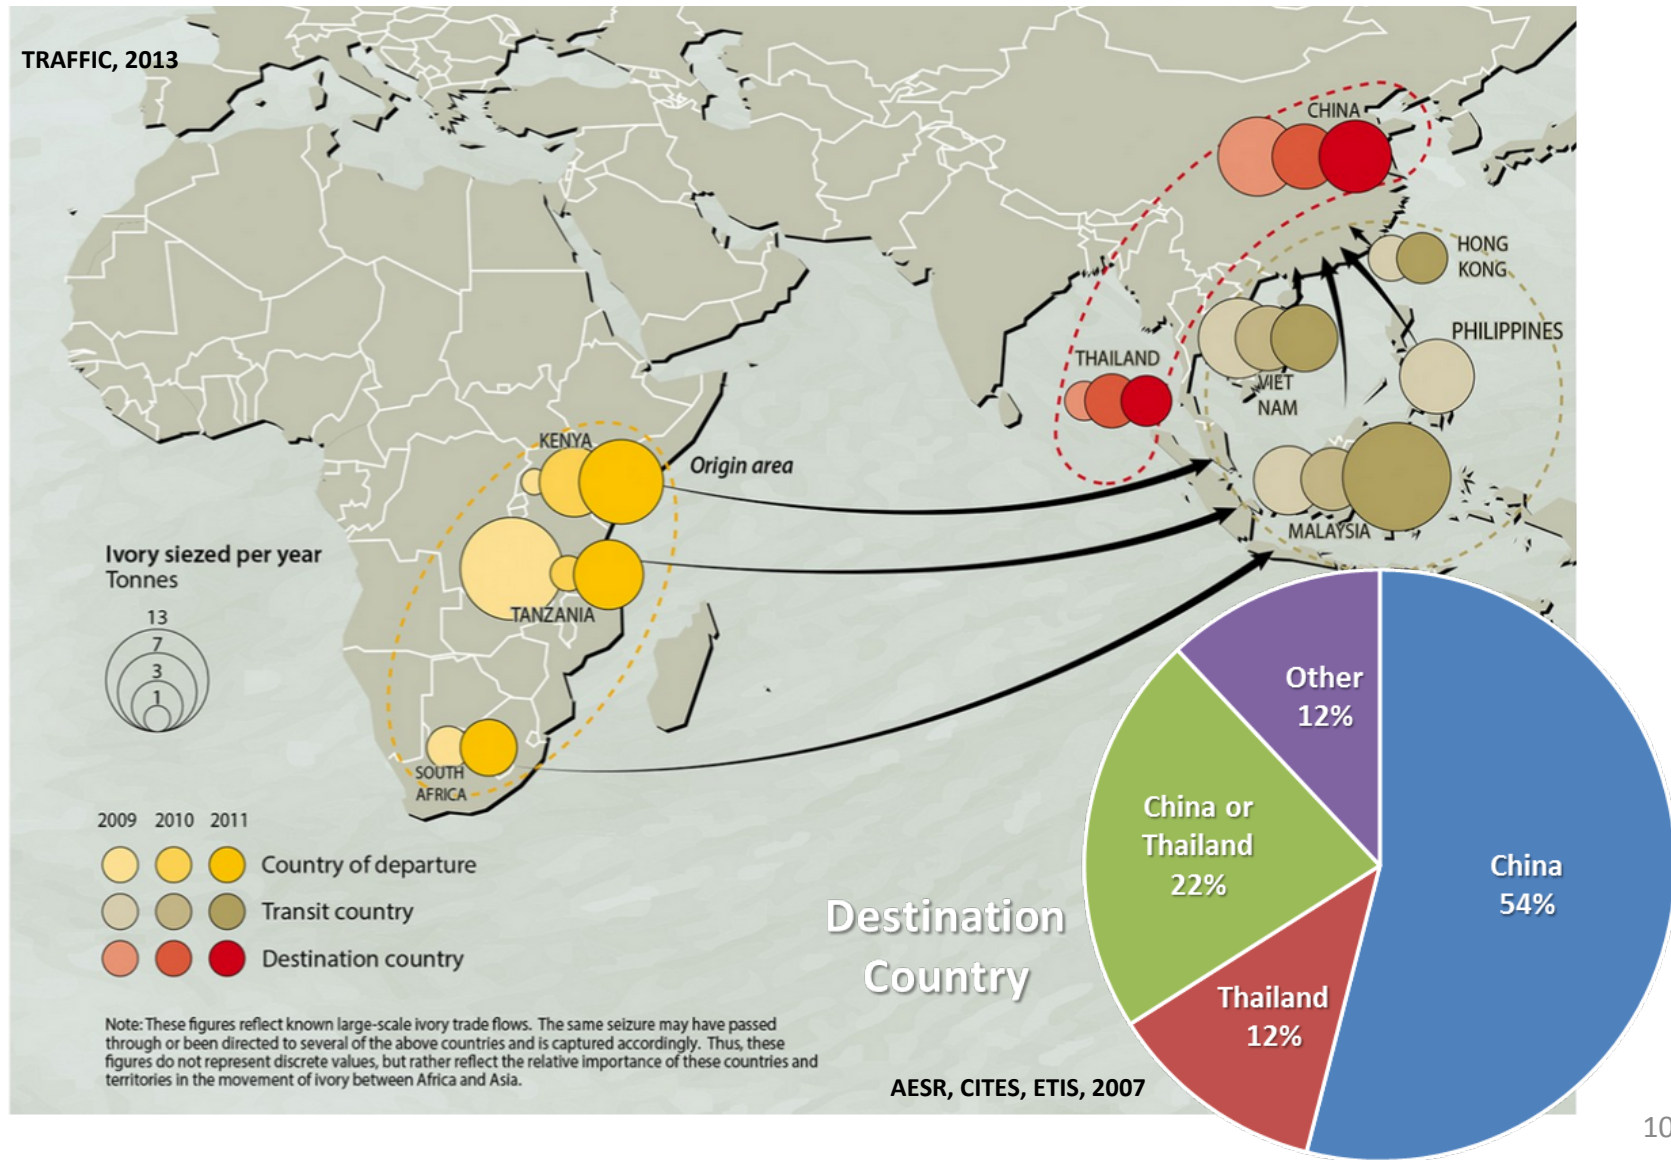 TRAFFIC, 2013
CHINA
HONG
KONG
PHILIPPINES
THAILAND
VIET
NAM
MALAYSIA
KENYA
Origin area
TANZANIA
SOUTH
AFRICA
Ivory siezed per year
Tonnes
13
7
3
1
2009 2010 2011
Country of departure
Transit country
Destination country
Note: These figures reflect known large-scale ivory trade flows. The same seizure may have passed
through or been directed to several of the above countries and is captured accordingly. Thus, these
figures do not represent discrete values, but rather reflect the relative importance of these countries and
territories in the movement of ivory between Africa and Asia.
Destination
Country
Other
12%
China or
Thailand
22%
China
54%
Thailand
12%
AESR, CITES, ETIS, 2007
10